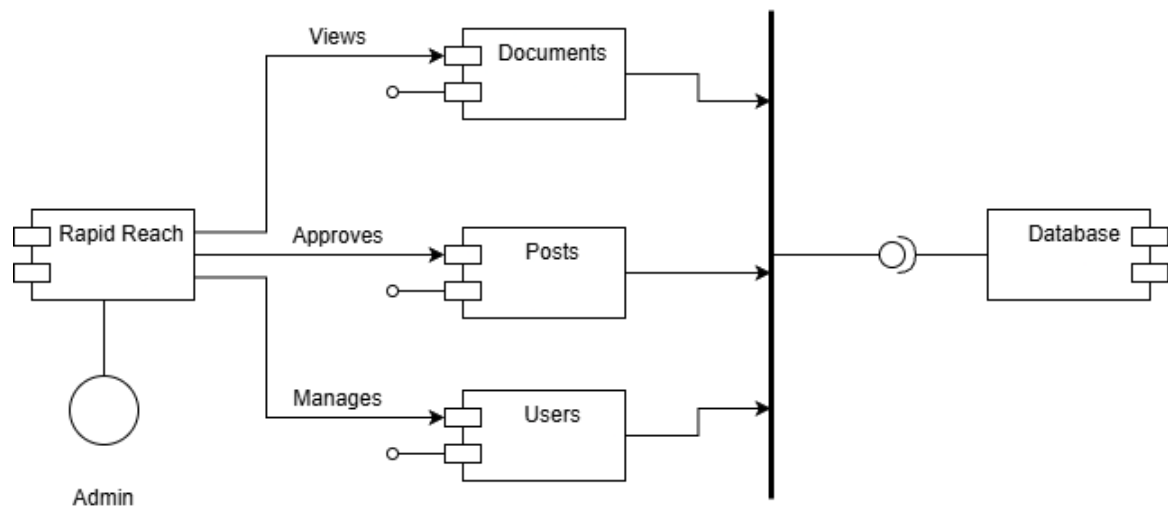 Views
Documents
Rapid Reach
Approves
Posts
Database
Manages
Users
Admin